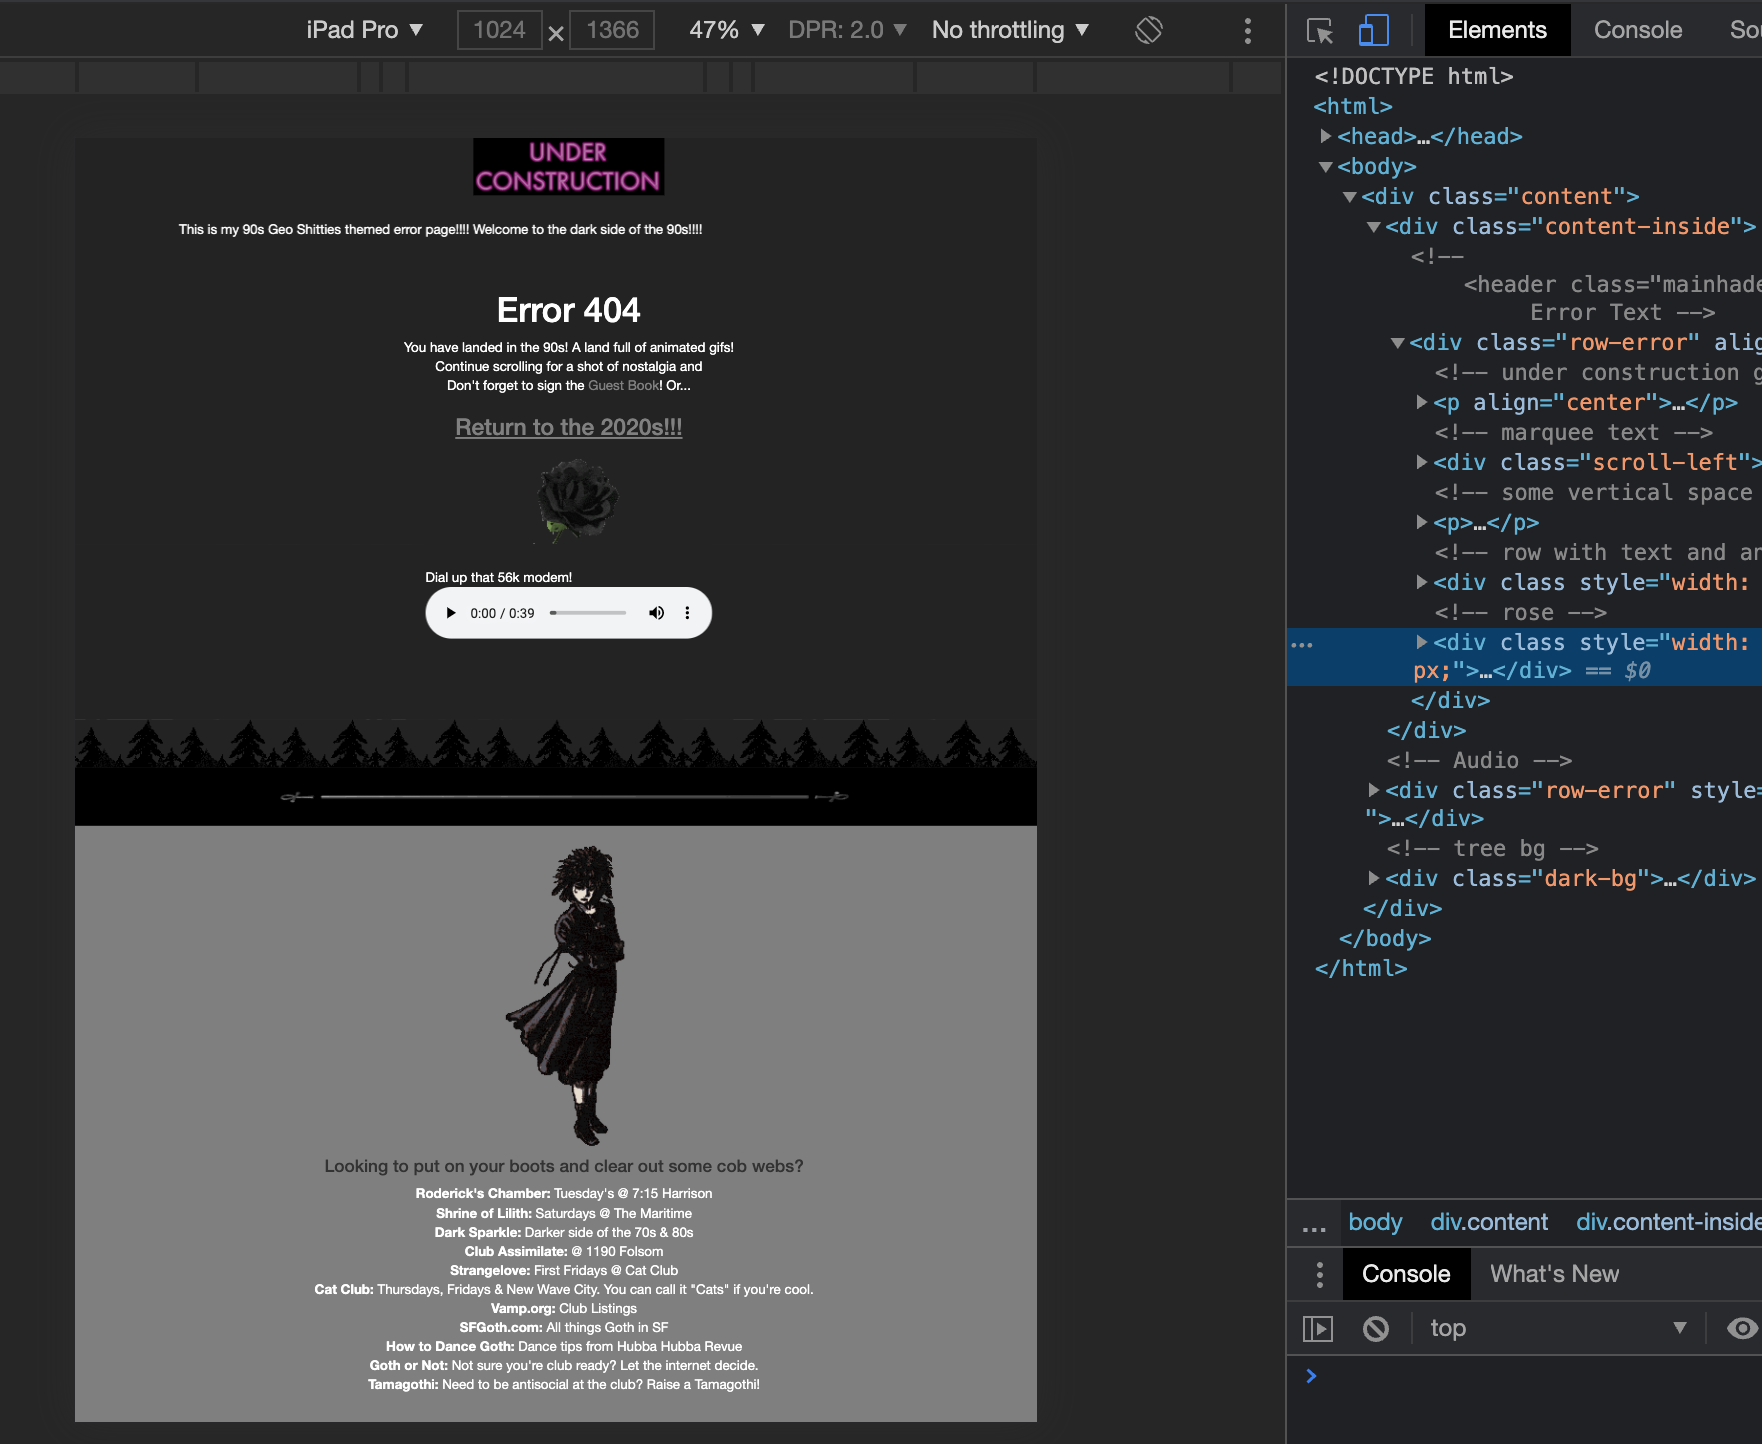 iPad Pro ▼ 1024 × 1366 47% ▼ DPR: 2.0 ▼ No throttling ▼
UNDER
CONSTRUCTION
This is my 90s Geo Shitties themed error page!!!! Welcome to the dark side of the 90s!!!!
Error 404
You have landed in the 90s! A land full of animated gifs!
Continue scrolling for a shot of nostalgia and
Don't forget to sign the Guest Book! Or...
Return to the 2020s!!!
Dial up that 56k modem!
0:00 / 0:39
Looking to put on your boots and clear out some cob webs?
Roderick's Chamber: Tuesday's @ 7:15 Harrison
Shrine of Lilith: Saturdays @ The Maritime
Dark Sparkle: Darker side of the 70s & 80s
Club Assimilate: @ 1190 Folsom
Strangelove: First Fridays @ Cat Club
Cat Club: Thursdays, Fridays & New Wave City. You can call it "Cats" if you're cool.
Vamp.org: Club Listings
SFGoth.com: All things Goth in SF
How to Dance Goth: Dance tips from Hubba Hubba Revue
Goth or Not: Not sure you're club ready? Let the internet decide.
Tamagothi: Need to be antisocial at the club? Raise a Tamagothi!
Elements Console Sou
<!DOCTYPE html>
<html>
<head>…</head>
<body>
<div class="content">
<div class="content-inside">
<!--
<header class="mainhade
Error Text -->
<div class="row-error" alig
<!-- under construction g
<p align="center">…</p>
<!-- marquee text -->
<div class="scroll-left">
<!-- some vertical space
<p>…</p>
<!-- row with text and an
<div class style="width:
<!-- rose -->
<div class style="width:
px;">…</div> == $0
</div>
</div>
<!-- Audio -->
<div class="row-error" style=
">…</div>
<!-- tree bg -->
<div class="dark-bg">…</div>
</div>
</body>
</html>
... body div.content div.content-inside
Console What's New
top ▼